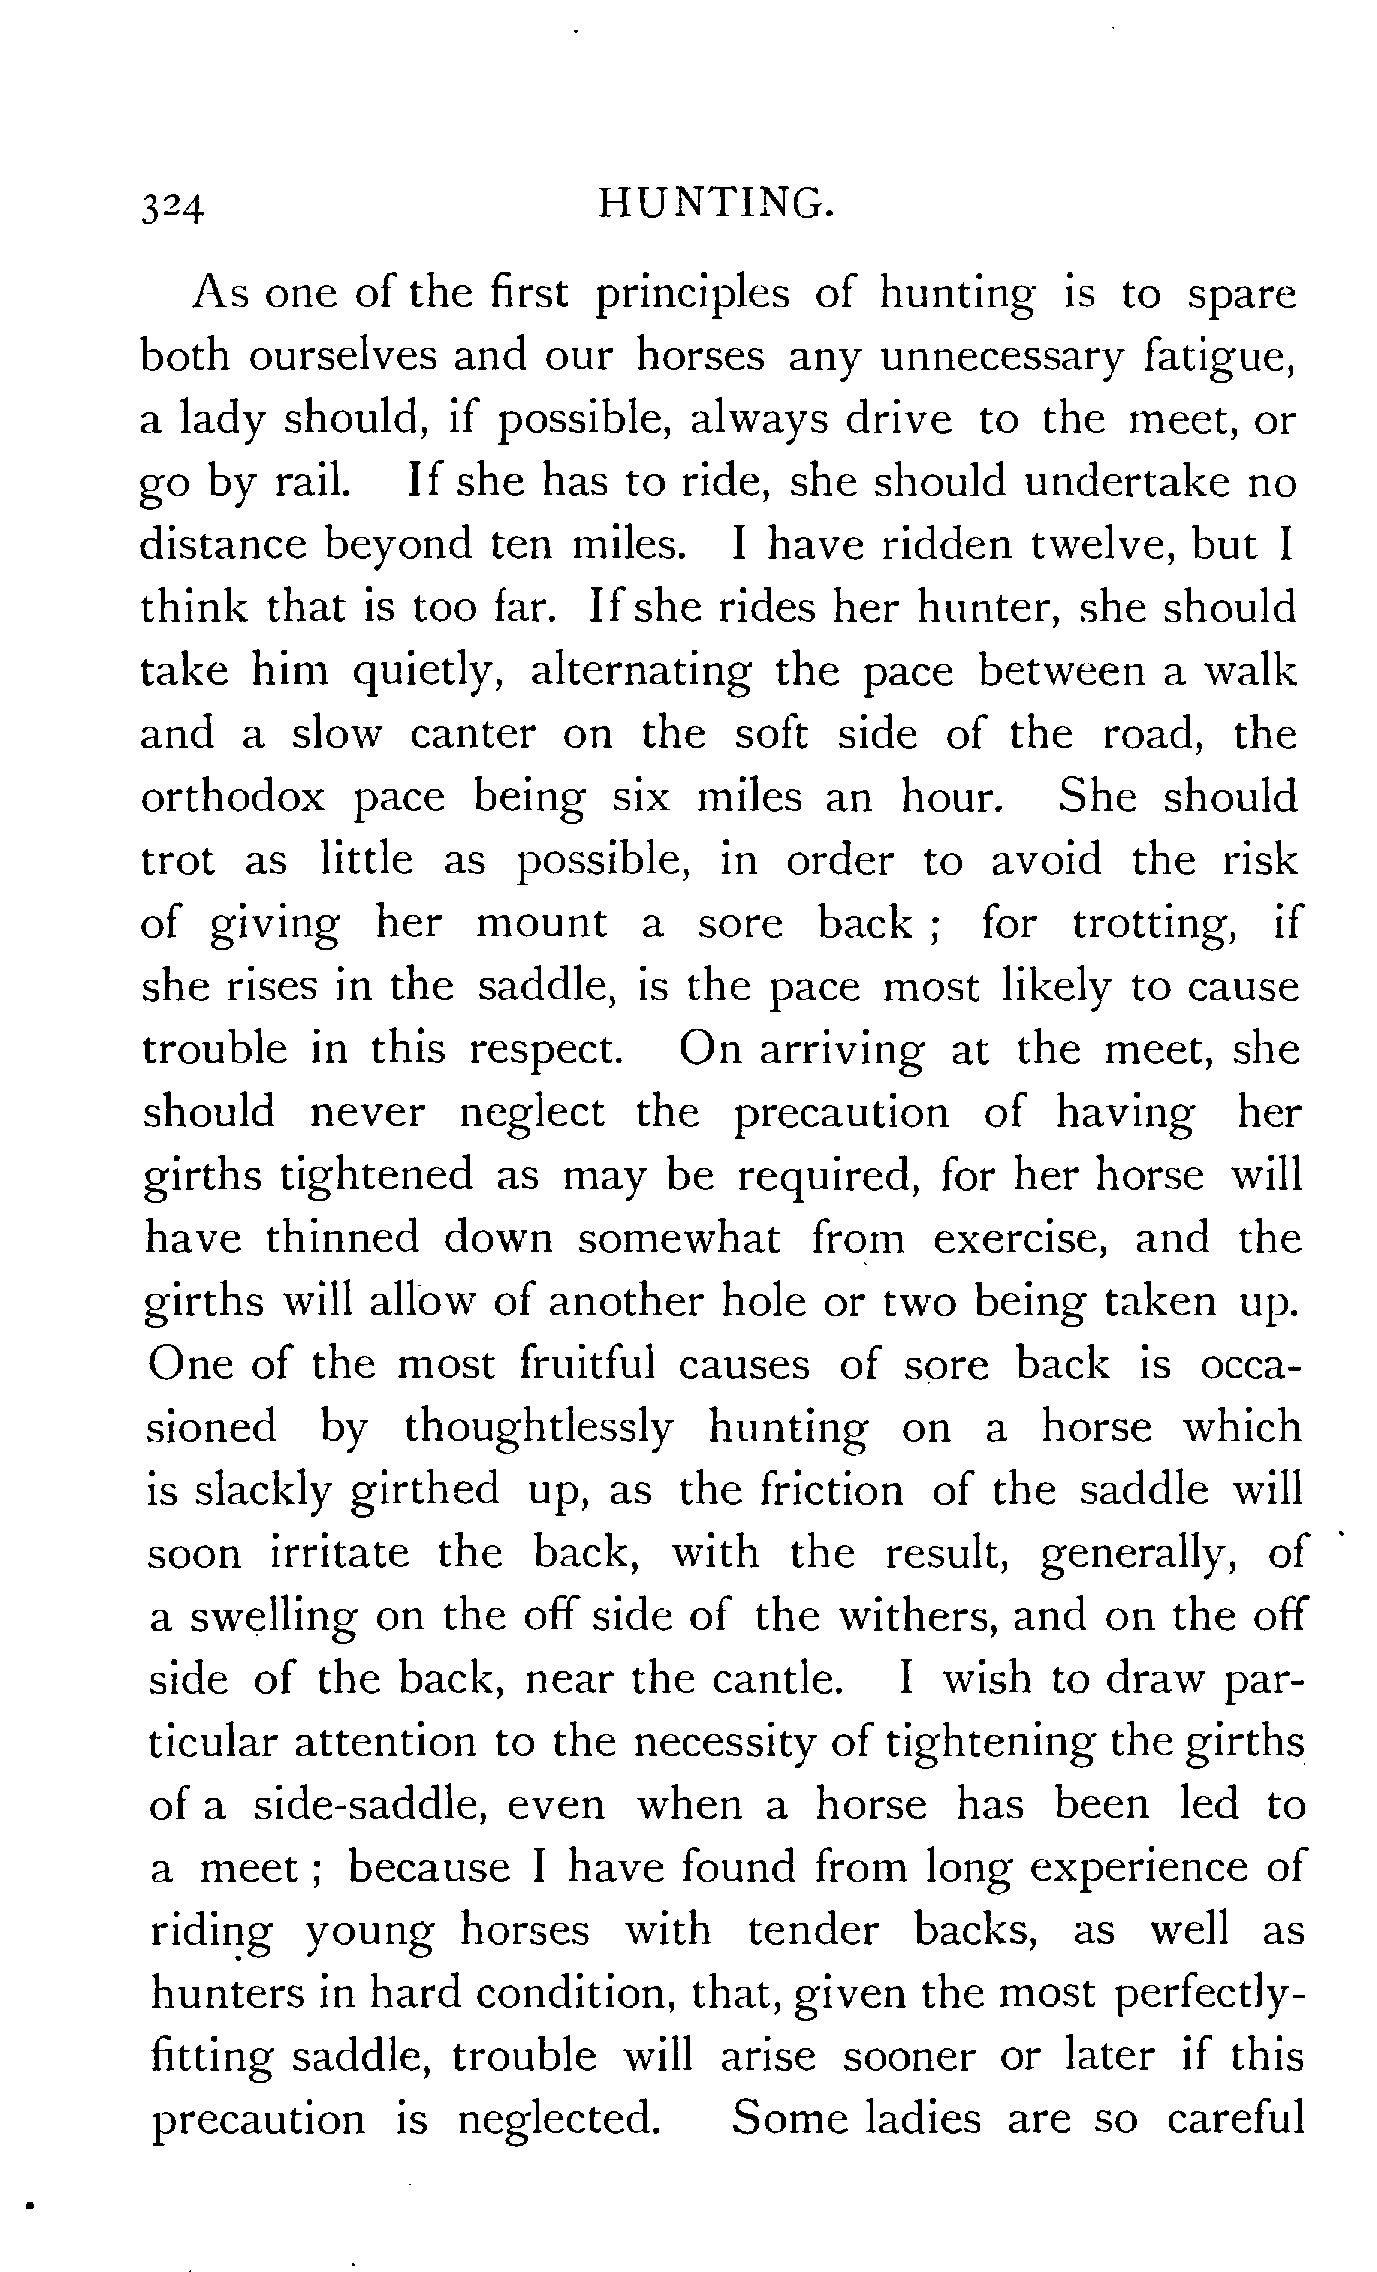 324 HUNTING.
As one of the first principles of hunting is to spare
both ourselves and our horses any unnecessary fatigue,
a lady should, if possible, always drive to the meet, or
go by rail. If she has to ride, she should undertake no
distance beyond ten miles. I have ridden twelve, but I
think that is too far. If she rides her hunter, she should
take him quietly, alternating the pace between a walk
and a slow canter on the soft side of the road, the
orthodox pace being six miles an hour. She should
trot as little as possible, in order to avoid the risk
of giving her mount a sore back ; for trotting, if
she rises in the saddle, is the pace most likely to cause
trouble in this respect. On arriving at the meet, she
should never neglect the precaution of having her
girths tightened as may be required, for her horse will
have thinned down somewhat from exercise, and the
girths will allow of another hole or two being taken up.
One of the most fruitful causes of sore back is occa-
sioned by thoughtlessly hunting on a horse which
is slackly girthed up, as the friction of the saddle will
soon irritate the back, with the result, generally, of
a swelling on the off side of the withers, and on the off
side of the back, near the cantle. I wish to draw par-
ticular attention to the necessity of tightening the girths
of a side-saddle, even when a horse has been led to
a meet ; because I have found from long experience of
riding young horses with tender backs, as well as
hunters in hard condition, that, given the most perfectly-
fitting saddle, trouble will arise sooner or later if this
precaution is neglected. Some ladies are so careful